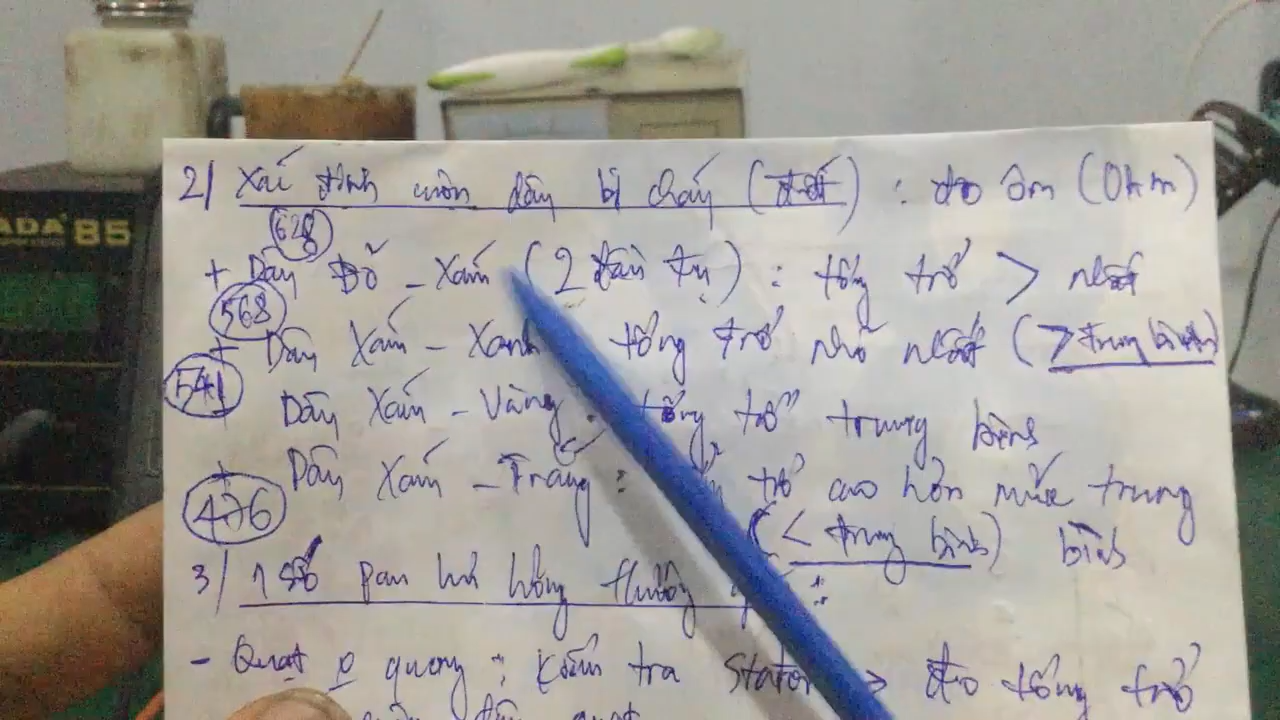 ADA 85
2/ Xác định cuộn dây bị cháy (đứt) : đo ôm (Ohm)
628
+ Dây Đỏ - Xám (2 đầu tụ) : tổng trở > nhất
568
+ Dây Xám - Xanh tổng trở nhỏ nhất (> trung bình)
541
Dây Xám - Vàng : tổng trở trung bình
+ Dây Xám - Trắng : trở cao hơn mức trung
476
(< trung bình) bình
3/ 1 số pan hư hỏng thường :
- Quạt quay : Kiểm tra Stator > đo tổng trở
quạt